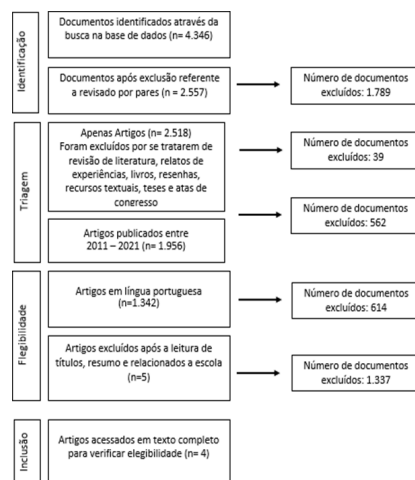 Identificação
Documentos identificados através da
busca na base de dados (n= 4.346)
Documentos após exclusão referente
a revisado por pares (n = 2.557)
Número de documentos
excluídos: 1.789
Triagem
Apenas Artigos (n= 2.518)
Foram excluídos por se tratarem de
revisão de literatura, relatos de
experiências, livros, resenhas,
recursos textuais, teses e atas de
congresso
Número de documentos
excluídos: 39
Número de documentos
excluídos: 562
Artigos publicados entre
2011 – 2021 (n= 1.956)
Elegibilidade
Artigos em língua portuguesa
(n=1.342)
Número de documentos
excluídos: 614
Artigos excluídos após a leitura de
títulos, resumo e relacionados a escola
(n=5)
Número de documentos
excluídos: 1.337
Inclusão
Artigos acessados em texto completo
para verificar elegebilidade (n= 4)